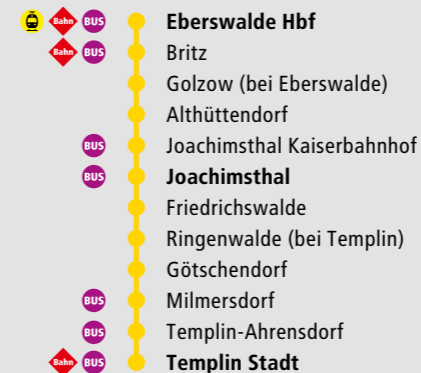 Bahn BUS Eberswalde Hbf
Bahn BUS Britz
Golzow (bei Eberswalde)
Althüttendorf
BUS Joachimsthal Kaiserbahnhof
BUS Joachimsthal
Friedrichswalde
Ringenwalde (bei Templin)
Götschendorf
BUS Milmersdorf
BUS Templin-Ahrensdorf
Bahn BUS Templin Stadt